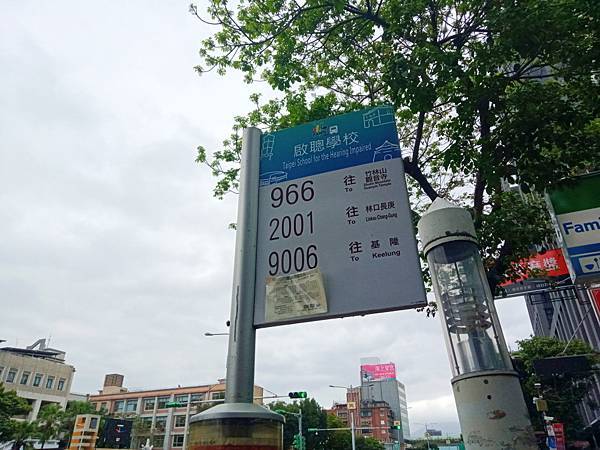 啟聰學校
Taipei School for the Hearing Impaired
966 往 To 竹林山觀音寺
2001 往 To 林口長庚 Linkou Chang Gung
9006 往 To 基隆 Keelung
Fami